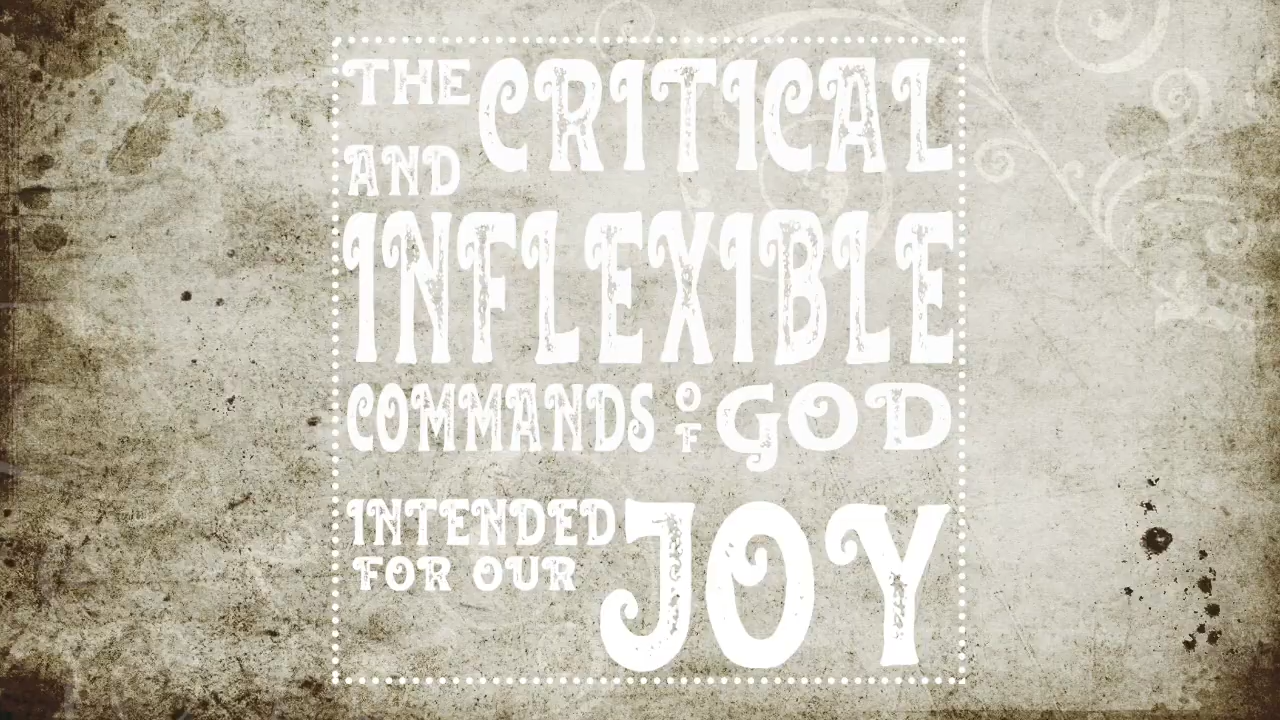 THE CRITICAL
AND
INFLEXIBLE
COMMANDS OF GOD
INTENDED
FOR OUR JOY